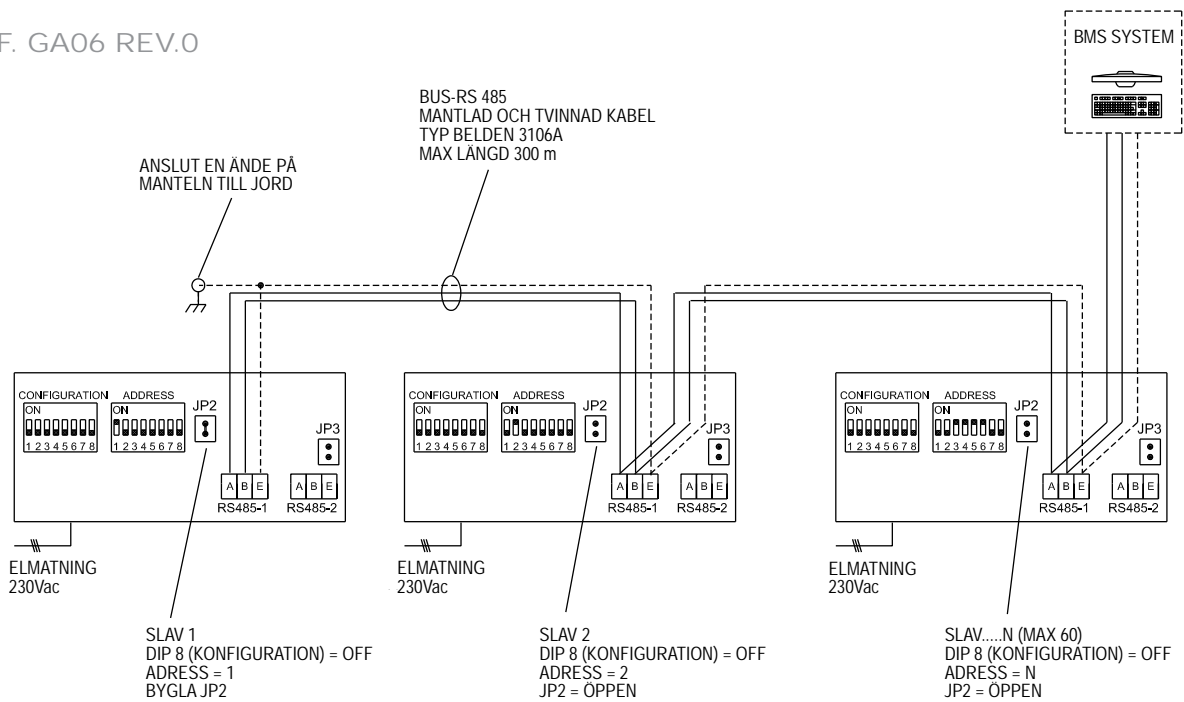 F. GA06 REV.0
BMS SYSTEM
BUS-RS 485
MANTLAD OCH TVINNAD KABEL
TYP BELDEN 3106A
MAX LÄNGD 300 m
ANSLUT EN ÄNDE PÅ
MANTELN TILL JORD
CONFIGURATION ADDRESS
ON ON
JP2
1 2 3 4 5 6 7 8 1 2 3 4 5 6 7 8
JP3
A B E A B E
RS485-1 RS485-2
ELMATNING
230Vac
SLAV 1
DIP 8 (KONFIGURATION) = OFF
ADRESS = 1
BYGLA JP2
CONFIGURATION ADDRESS
ON ON
JP2
1 2 3 4 5 6 7 8 1 2 3 4 5 6 7 8
JP3
A B E A B E
RS485-1 RS485-2
ELMATNING
230Vac
SLAV 2
DIP 8 (KONFIGURATION) = OFF
ADRESS = 2
JP2 = ÖPPEN
CONFIGURATION ADDRESS
ON ON
JP2
1 2 3 4 5 6 7 8 1 2 3 4 5 6 7 8
JP3
A B E A B E
RS485-1 RS485-2
ELMATNING
230Vac
SLAV.....N (MAX 60)
DIP 8 (KONFIGURATION) = OFF
ADRESS = N
JP2 = ÖPPEN